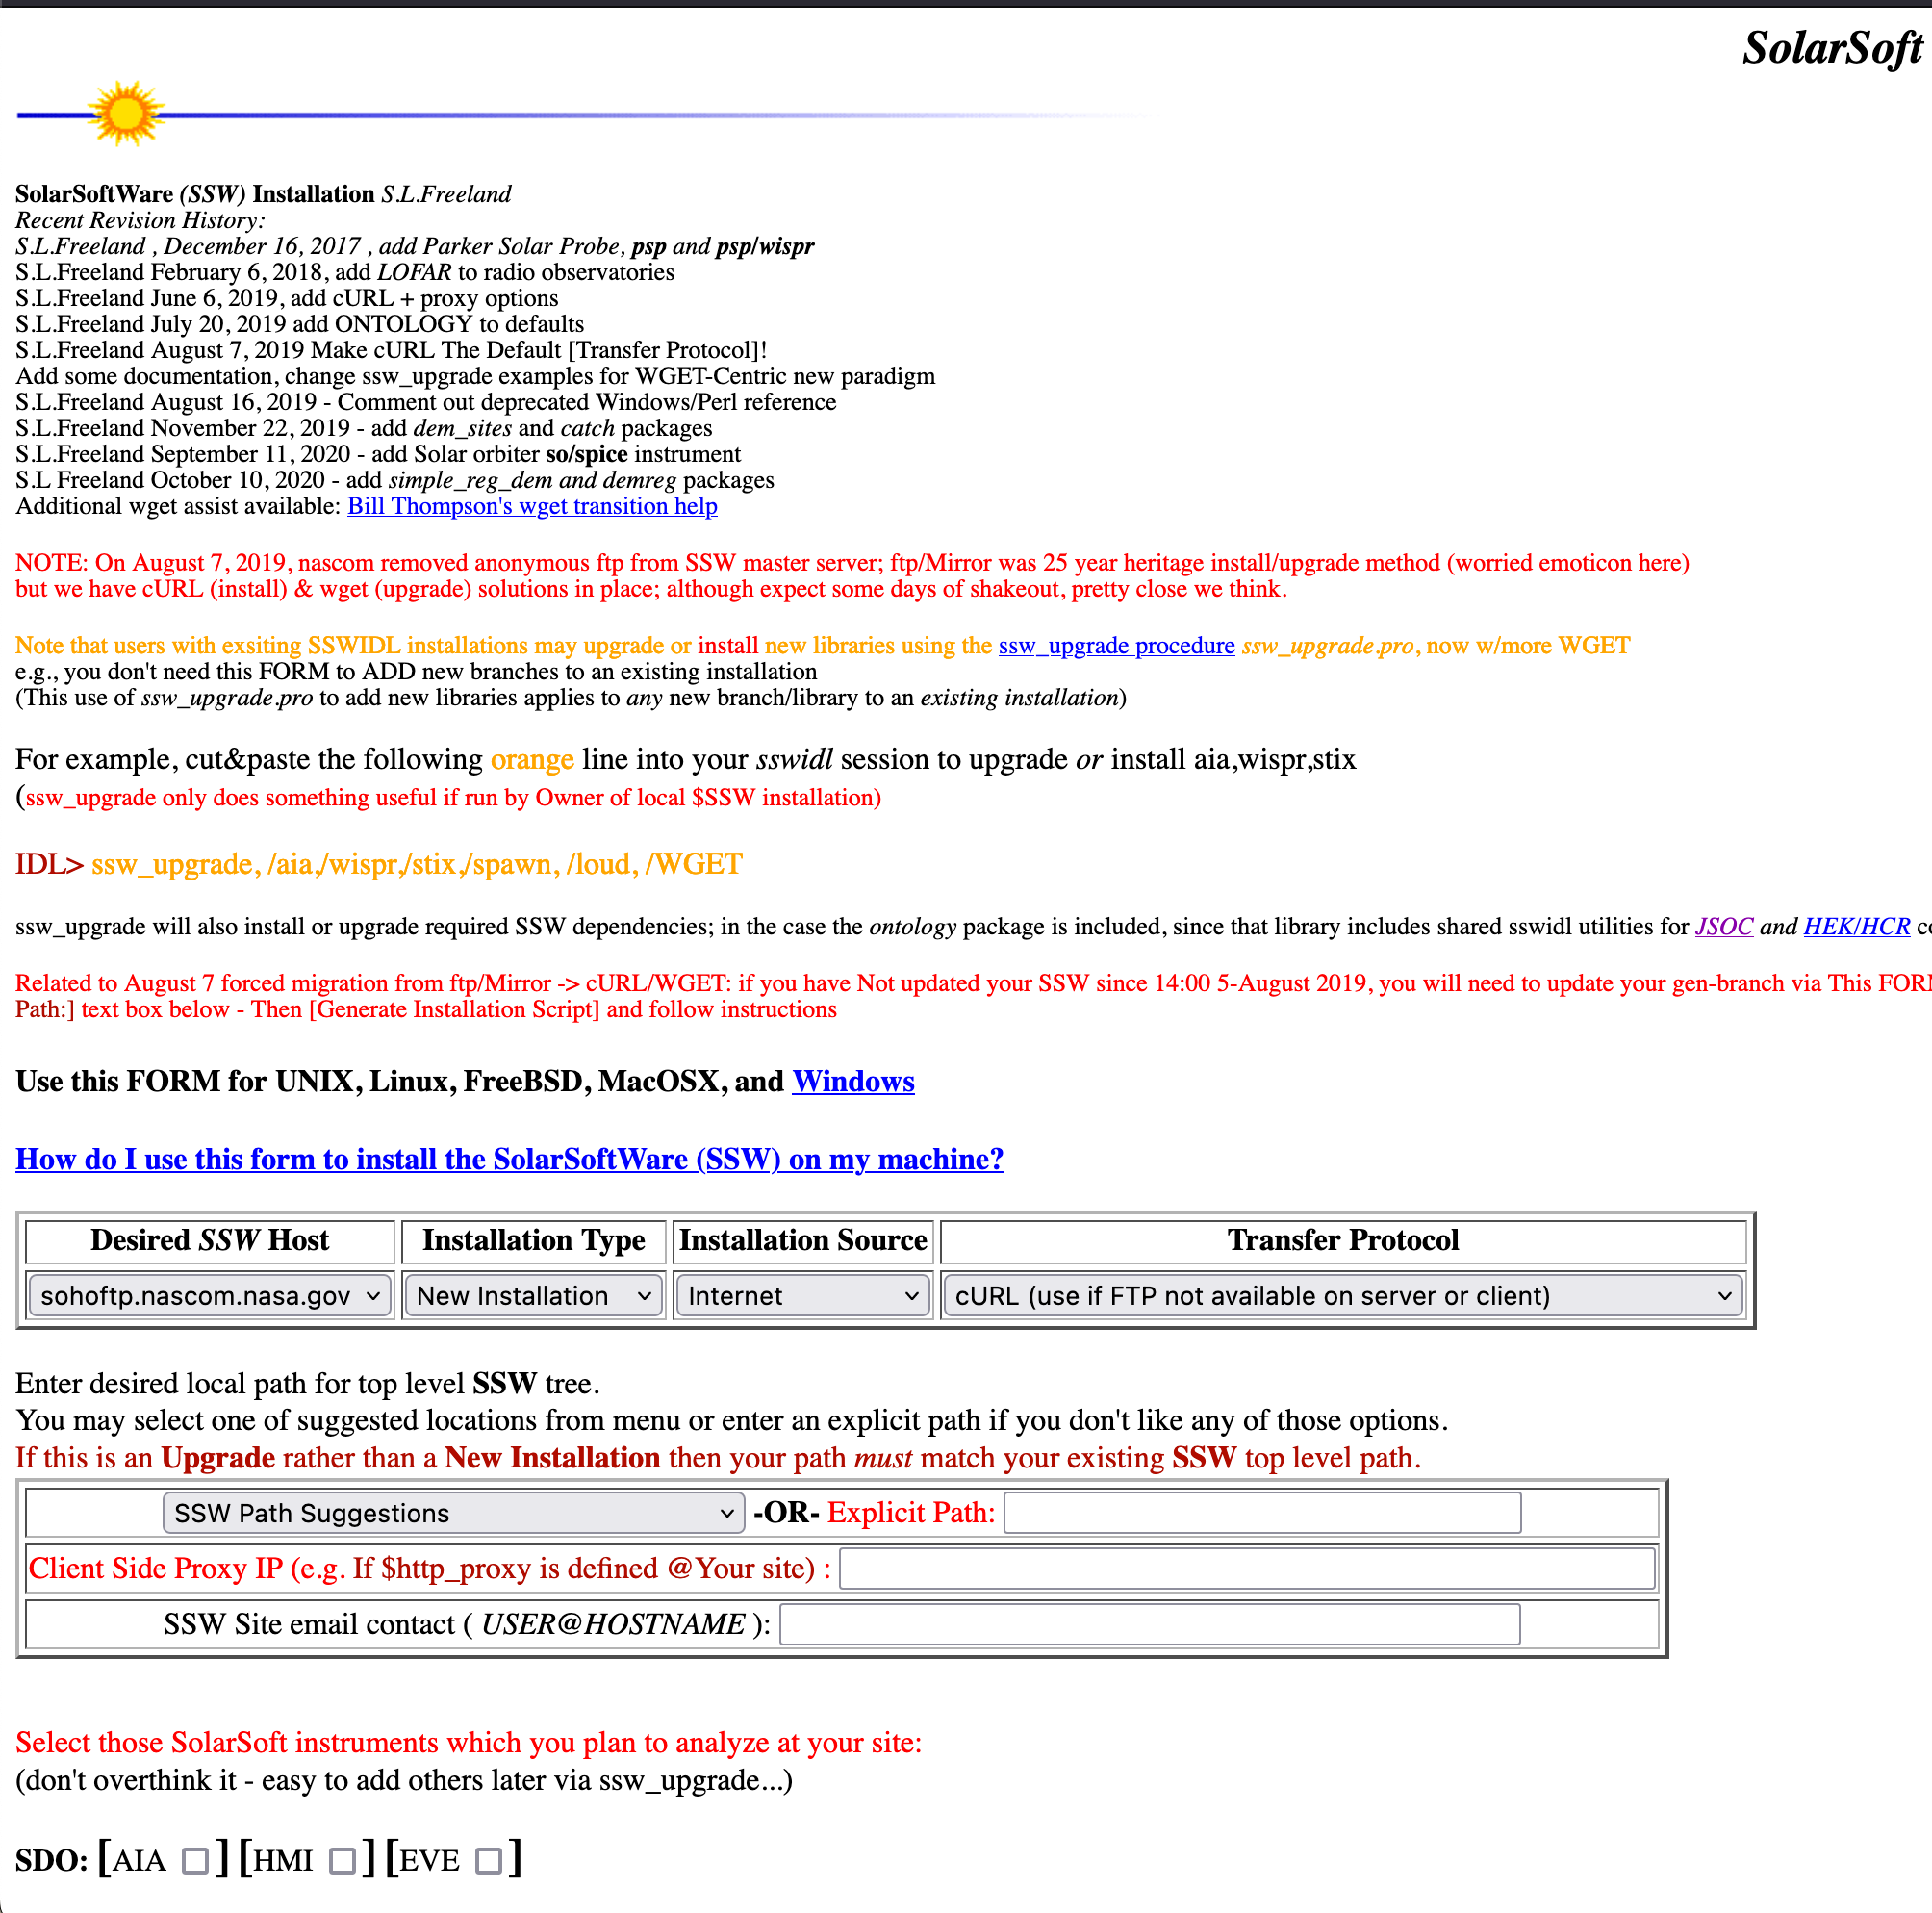 SolarSoft
SolarSoftWare (SSW) Installation S.L.Freeland
Recent Revision History:
S.L.Freeland , December 16, 2017 , add Parker Solar Probe, psp and psp/wispr
S.L.Freeland February 6, 2018, add LOFAR to radio observatories
S.L.Freeland June 6, 2019, add cURL + proxy options
S.L.Freeland July 20, 2019 add ONTOLOGY to defaults
S.L.Freeland August 7, 2019 Make cURL The Default [Transfer Protocol]!
Add some documentation, change ssw_upgrade examples for WGET-Centric new paradigm
S.L.Freeland August 16, 2019 - Comment out deprecated Windows/Perl reference
S.L.Freeland November 22, 2019 - add dem_sites and catch packages
S.L.Freeland September 11, 2020 - add Solar orbiter so/spice instrument
S.L Freeland October 10, 2020 - add simple_reg_dem and demreg packages
Additional wget assist available: Bill Thompson's wget transition help
NOTE: On August 7, 2019, nascom removed anonymous ftp from SSW master server; ftp/Mirror was 25 year heritage install/upgrade method (worried emoticon here)
but we have cURL (install) & wget (upgrade) solutions in place; although expect some days of shakeout, pretty close we think.
Note that users with exsiting SSWIDL installations may upgrade or install new libraries using the ssw_upgrade procedure ssw_upgrade.pro, now w/more WGET
e.g., you don't need this FORM to ADD new branches to an existing installation
(This use of ssw_upgrade.pro to add new libraries applies to any new branch/library to an existing installation)
For example, cut&paste the following orange line into your sswidl session to upgrade or install aia,wispr,stix
(ssw_upgrade only does something useful if run by Owner of local $SSW installation)
IDL> ssw_upgrade, /aia,/wispr,/stix,/spawn, /loud, /WGET
ssw_upgrade will also install or upgrade required SSW dependencies; in the case the ontology package is included, since that library includes shared sswidl utilities for JSOC and HEK/HCR
Related to August 7 forced migration from ftp/Mirror -> cURL/WGET: if you have Not updated your SSW since 14:00 5-August 2019, you will need to update your gen-branch via This
Path:] text box below - Then [Generate Installation Script] and follow instructions
Use this FORM for UNIX, Linux, FreeBSD, MacOSX, and Windows
How do I use this form to install the SolarSoftWare (SSW) on my machine?
Desired SSW Host Installation Type Installation Source Transfer Protocol
sohoftp.nascom.nasa.gov New Installation Internet cURL (use if FTP not available on server or client)
Enter desired local path for top level SSW tree.
You may select one of suggested locations from menu or enter an explicit path if you don't like any of those options.
If this is an Upgrade rather than a New Installation then your path must match your existing SSW top level path.
SSW Path Suggestions -OR- Explicit Path:
Client Side Proxy IP (e.g. If $http_proxy is defined @Your site) :
SSW Site email contact ( USER@HOSTNAME ):
Select those SolarSoft instruments which you plan to analyze at your site:
(don't overthink it - easy to add others later via ssw_upgrade...)
SDO: [AIA ] [HMI ] [EVE ]